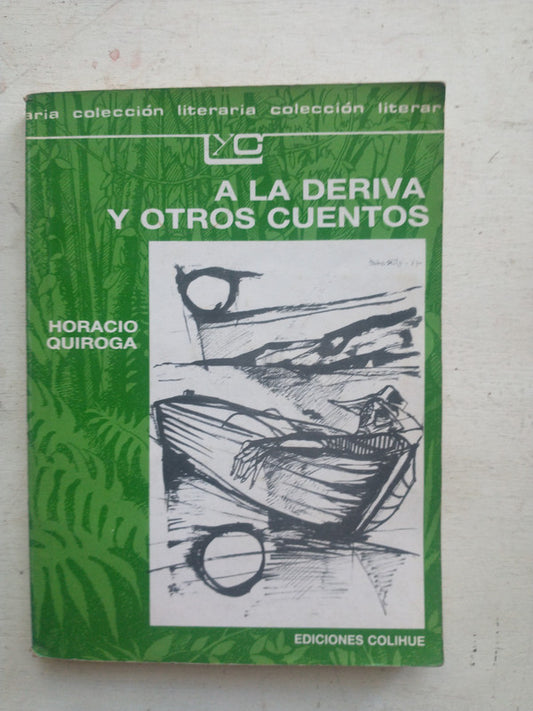 aria colección literaria colección literar
LYC
A LA DERIVA
Y OTROS CUENTOS
HORACIO
QUIROGA
EDICIONES COLIHUE